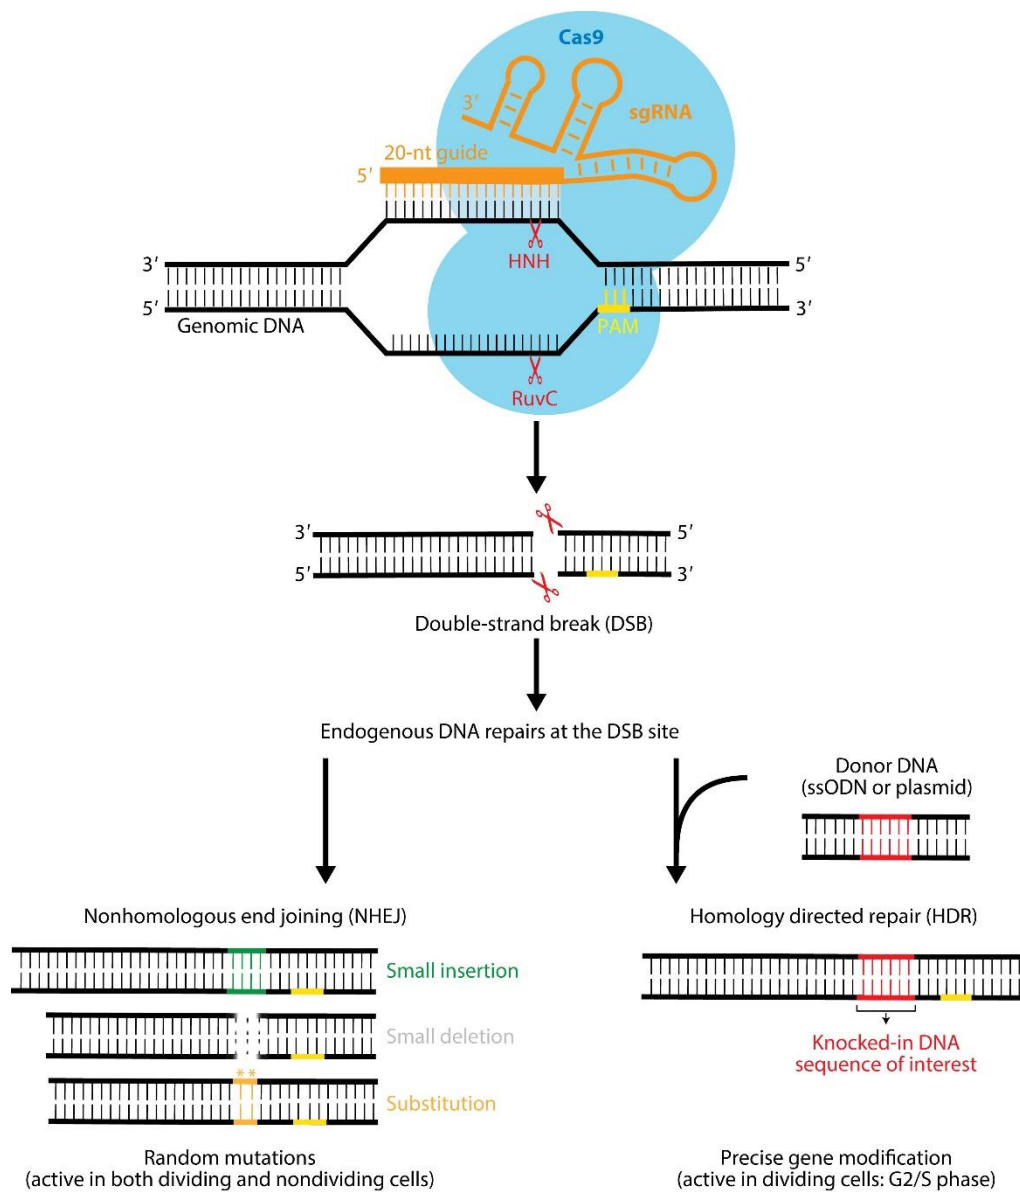 Cas9
3′
sgRNA
20-nt guide
5′
HNH
3′
5′
5′
3′
Genomic DNA
PAM
RuvC
3′
5′
5′
3′
Double-strand break (DSB)
Endogenous DNA repairs at the DSB site
Donor DNA
(ssODN or plasmid)
Nonhomologous end joining (NHEJ)
Small insertion
Small deletion
**
Substitution
Random mutations
(active in both dividing and nondividing cells)
Homology directed repair (HDR)
Knocked-in DNA
sequence of interest
Precise gene modification
(active in dividing cells: G2/S phase)